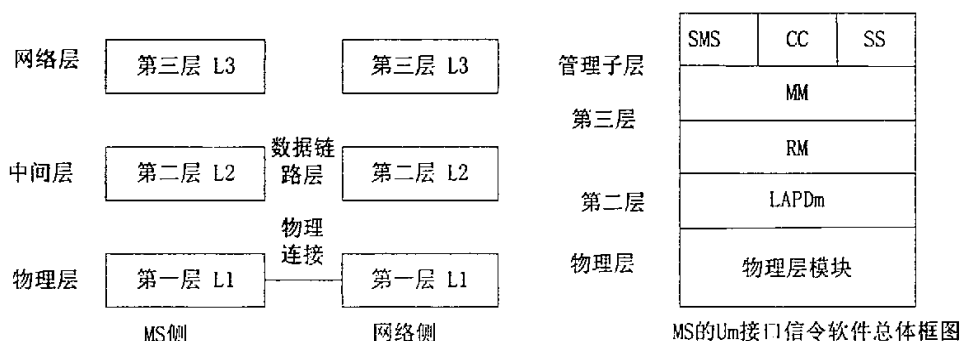 网络层
第三层 L3
第三层 L3
中间层
第二层 L2
数据链
路层
第二层 L2
物理
连接
物理层
第一层 L1
第一层 L1
MS侧
网络侧
SMS
CC
SS
管理子层
MM
第三层
RM
第二层
LAPDm
物理层
物理层模块
MS的Um接口信令软件总体框图